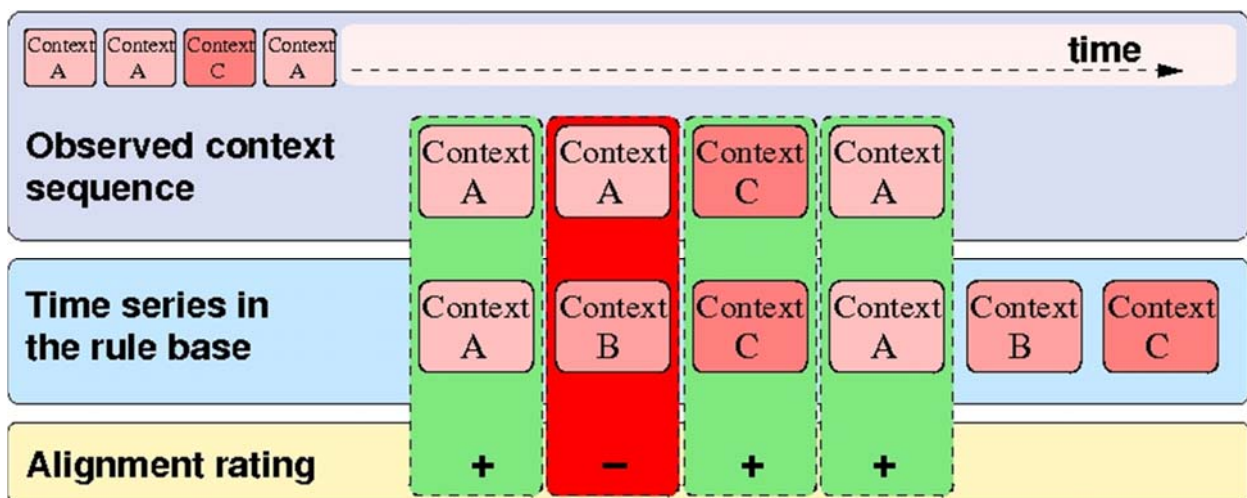 Context Context Context Context
A A C A
time
Observed context
sequence
Context Context Context Context
A A C A
Time series in
the rule base
Context Context Context Context Context Context
A B C A B C
Alignment rating
+ − + +